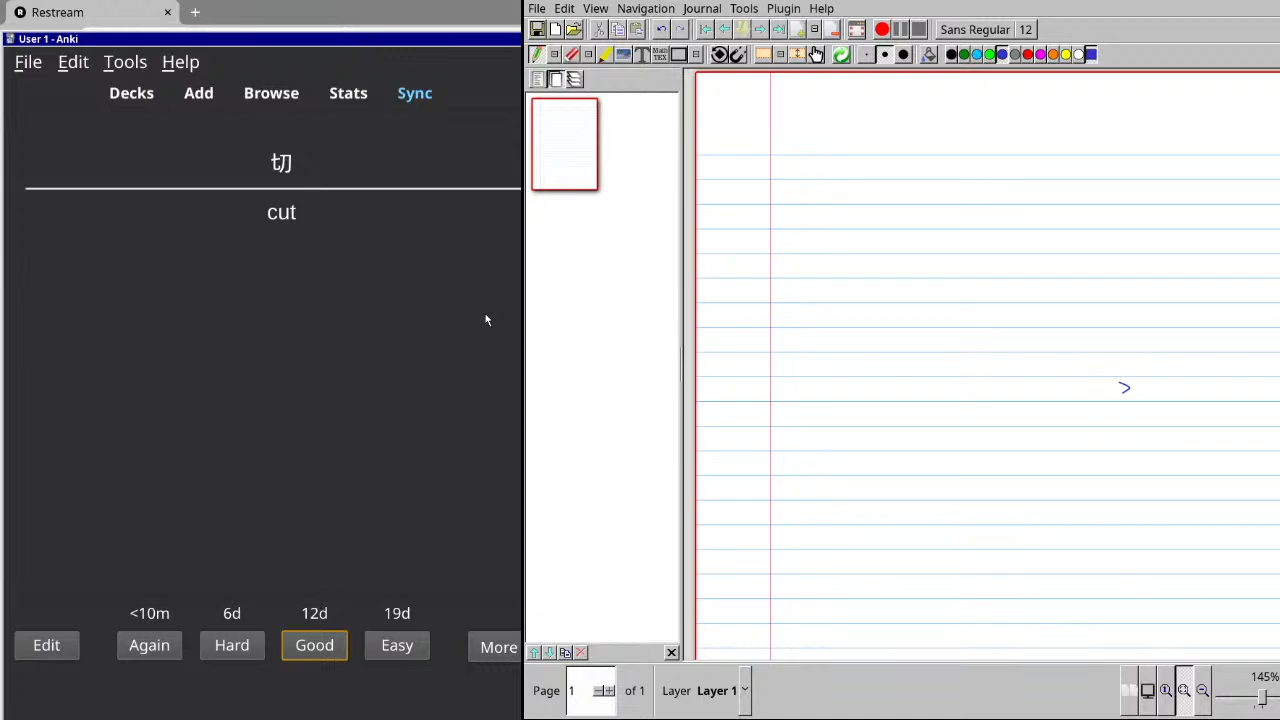 Restream
User 1 - Anki
File Edit Tools Help
Decks Add Browse Stats Sync
切
cut
<10m 6d 12d 19d
Edit Again Hard Good Easy More
File Edit View Navigation Journal Tools Plugin Help
Sans Regular 12
Page 1 of 1 Layer Layer 1
145%